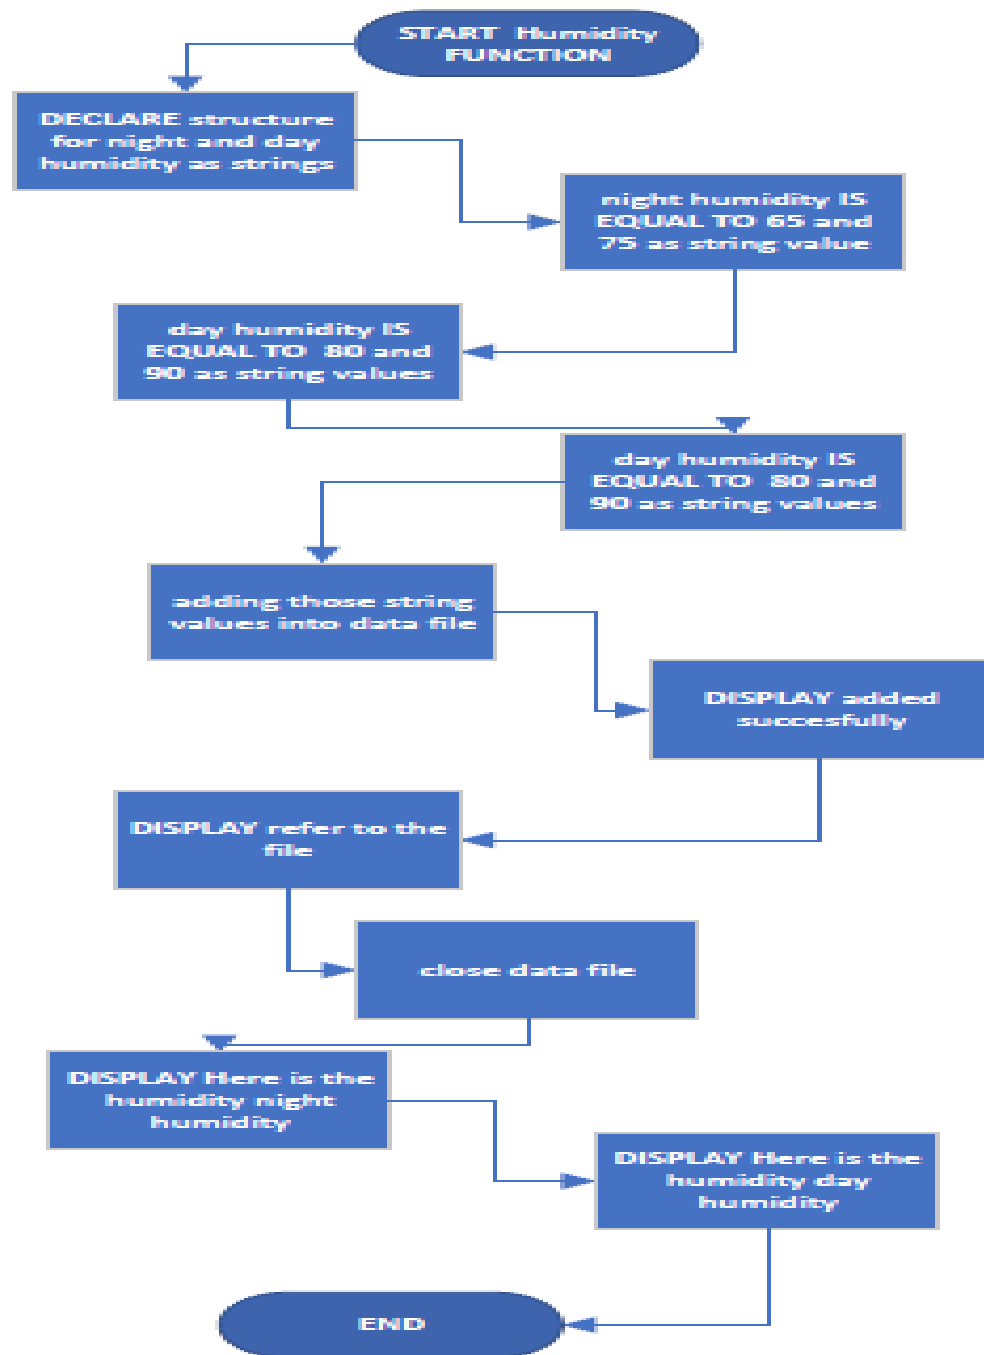 START Humidity
FUNCTION
DECLARE structure
for night and day
humidity as strings
night humidity IS
EQUAL TO 65 and
75 as string value
day humidity IS
EQUAL TO 80 and
90 as string values
day humidity IS
EQUAL TO 80 and
90 as string values
adding those string
values into data file
DISPLAY added
succesfully
DISPLAY refer to the
file
close data file
DISPLAY Here is the
humidity night
humidity
DISPLAY Here is the
humidity day
humidity
END